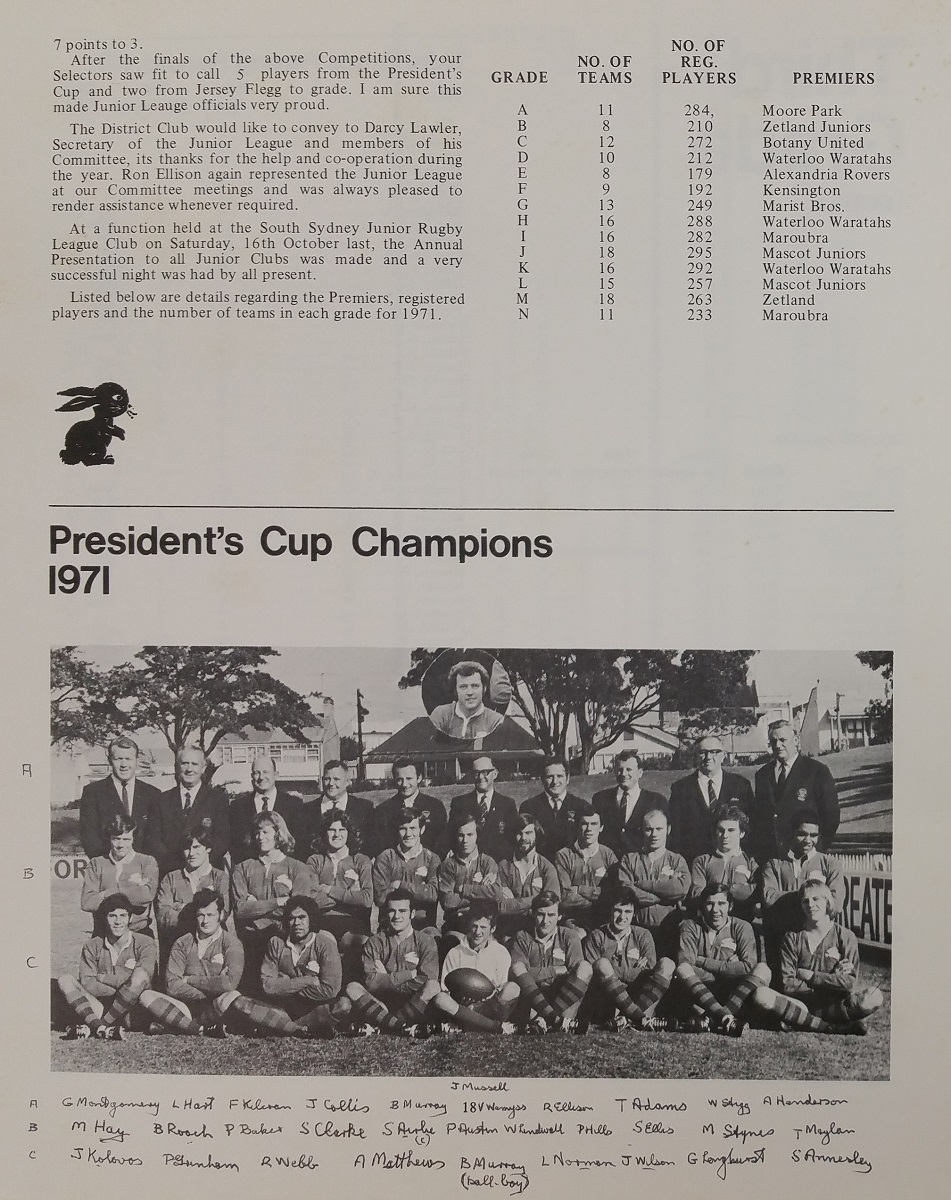 7 points to 3.
After the finals of the above Competitions, your
Selectors saw fit to call 5 players from the President's
Cup and two from Jersey Flegg to grade. I am sure this
made Junior Leauge officials very proud.
The District Club would like to convey to Darcy Lawler,
Secretary of the Junior League and members of his
Committee, its thanks for the help and co-operation during
the year. Ron Ellison again represented the Junior League
at our Committee meetings and was always pleased to
render assistance whenever required.
At a function held at the South Sydney Junior Rugby
League Club on Saturday, 16th October last, the Annual
Presentation to all Junior Clubs was made and a very
successful night was had by all present.
Listed below are details regarding the Premiers, registered
players and the number of teams in each grade for 1971.
NO. OF
NO. OF REG.
GRADE TEAMS PLAYERS PREMIERS
A 11 284, Moore Park
B 8 210 Zetland Juniors
C 12 272 Botany United
D 10 212 Waterloo Waratahs
E 8 179 Alexandria Rovers
F 9 192 Kensington
G 13 249 Marist Bros.
H 16 288 Waterloo Waratahs
I 16 282 Maroubra
J 18 295 Mascot Juniors
K 16 292 Waterloo Waratahs
L 15 257 Mascot Juniors
M 18 263 Zetland
N 11 233 Maroubra
President's Cup Champions
1971
A
B
OR
REATE
C
J Mussell
A G Montgomery L Hart F Kileran J Collis B Murray R Ellison T Adams W Stygg A Henderson
B M Hay B Roach P Baker S Clarke S P Austin W Lindwall P Hills S Ellis M Stynes T Moylan
(c)
C J Kolovos P Grinham R Webb A Matthews B Murray L Norman J Wilson G Longhurst S Annesley
(ball-boy)